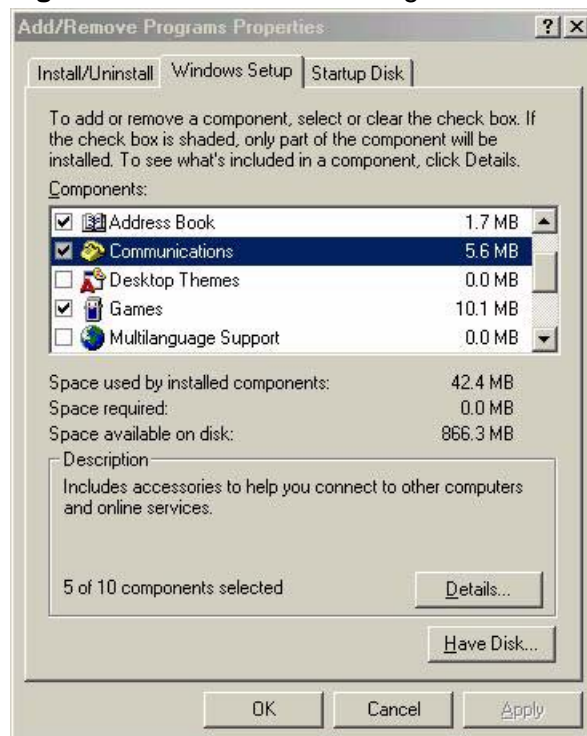 Add/Remove Programs Properties
Install/Uninstall Windows Setup Startup Disk
To add or remove a component, select or clear the check box. If
the check box is shaded, only part of the component will be
installed. To see what's included in a component, click Details.
Components:
Address Book 1.7 MB
Communications 5.6 MB
Desktop Themes 0.0 MB
Games 10.1 MB
Multilanguage Support 0.0 MB
Space used by installed components: 42.4 MB
Space required: 0.0 MB
Space available on disk: 866.3 MB
Description
Includes accessories to help you connect to other computers
and online services.
5 of 10 components selected
Details...
Have Disk...
OK Cancel Apply